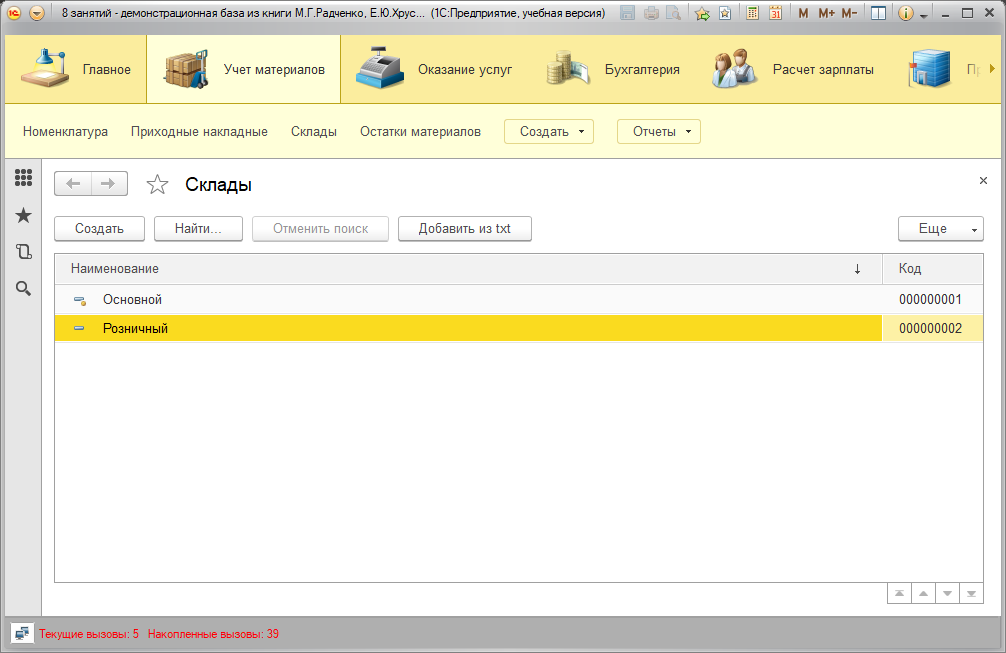 8 занятий - демонстрационная база из книги М.Г.Радченко, Е.Ю.Хрус... (1С:Предприятие, учебная версия) 31 M M+ M-
Главное Учет материалов Оказание услуг Бухгалтерия Расчет зарплаты
Номенклатура Приходные накладные Склады Остатки материалов Создать Отчеты
Склады
Создать Найти... Отменить поиск Добавить из txt Еще
Наименование ↓ Код
Основной 000000001
Розничный 000000002
Текущие вызовы: 5 Накопленные вызовы: 39